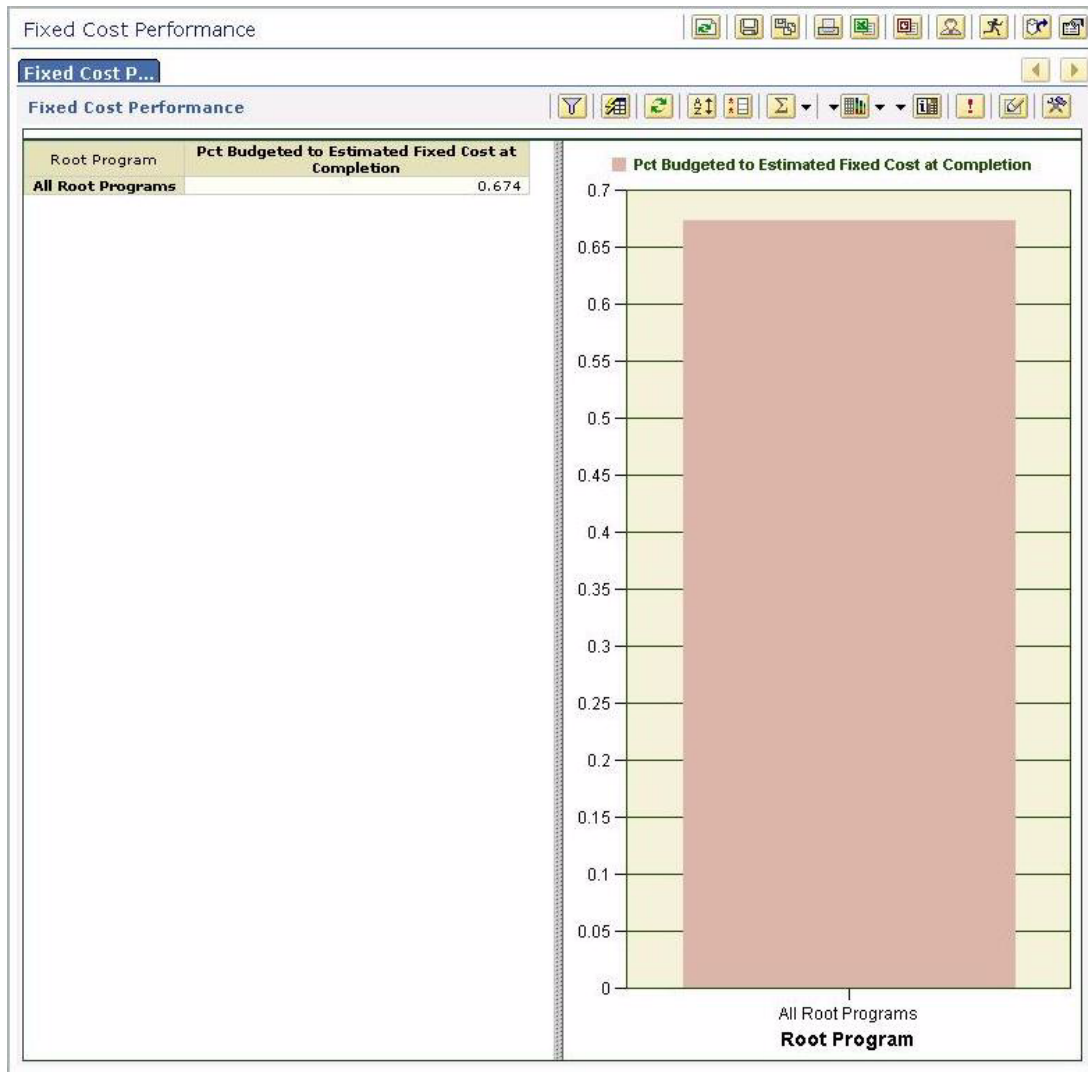 Fixed Cost Performance
Fixed Cost P...
Fixed Cost Performance
Root Program
Pct Budgeted to Estimated Fixed Cost at
Completion
All Root Programs
0.674
Pct Budgeted to Estimated Fixed Cost at Completion
0.7
0.65
0.6
0.55
0.5
0.45
0.4
0.35
0.3
0.25
0.2
0.15
0.1
0.05
0
All Root Programs
Root Program